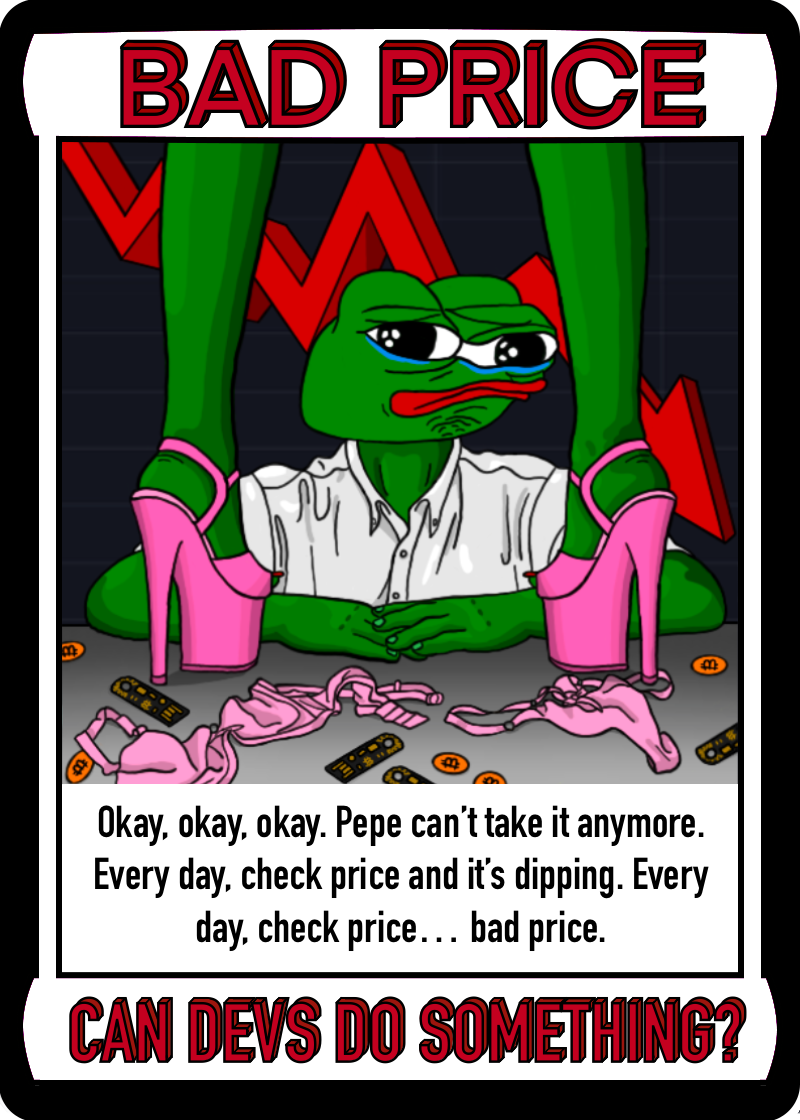 BAD PRICE
Okay, okay, okay. Pepe can't take it anymore.
Every day, check price and it's dipping. Every
day, check price... bad price.
CAN DEVS DO SOMETHING?